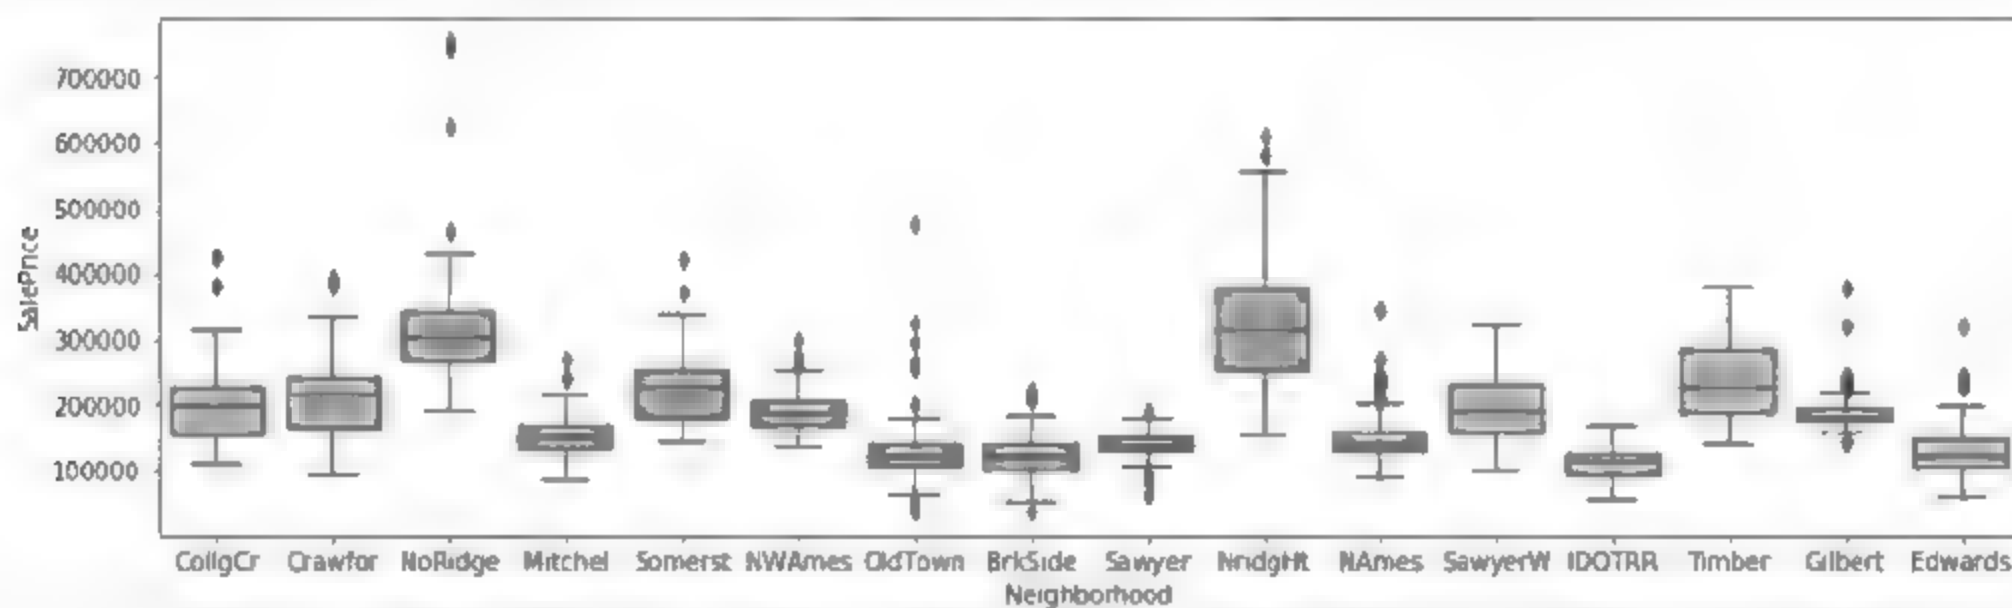 700000
600000
500000
400000
300000
200000
100000
SalePrice
CollgCr Crawfor NoRidge Mitchel Somerst NWAmes OldTown BrkSide Sawyer NridgHt NAmes SawyerW IDOTRR Timber Gilbert Edwards
Neighborhood